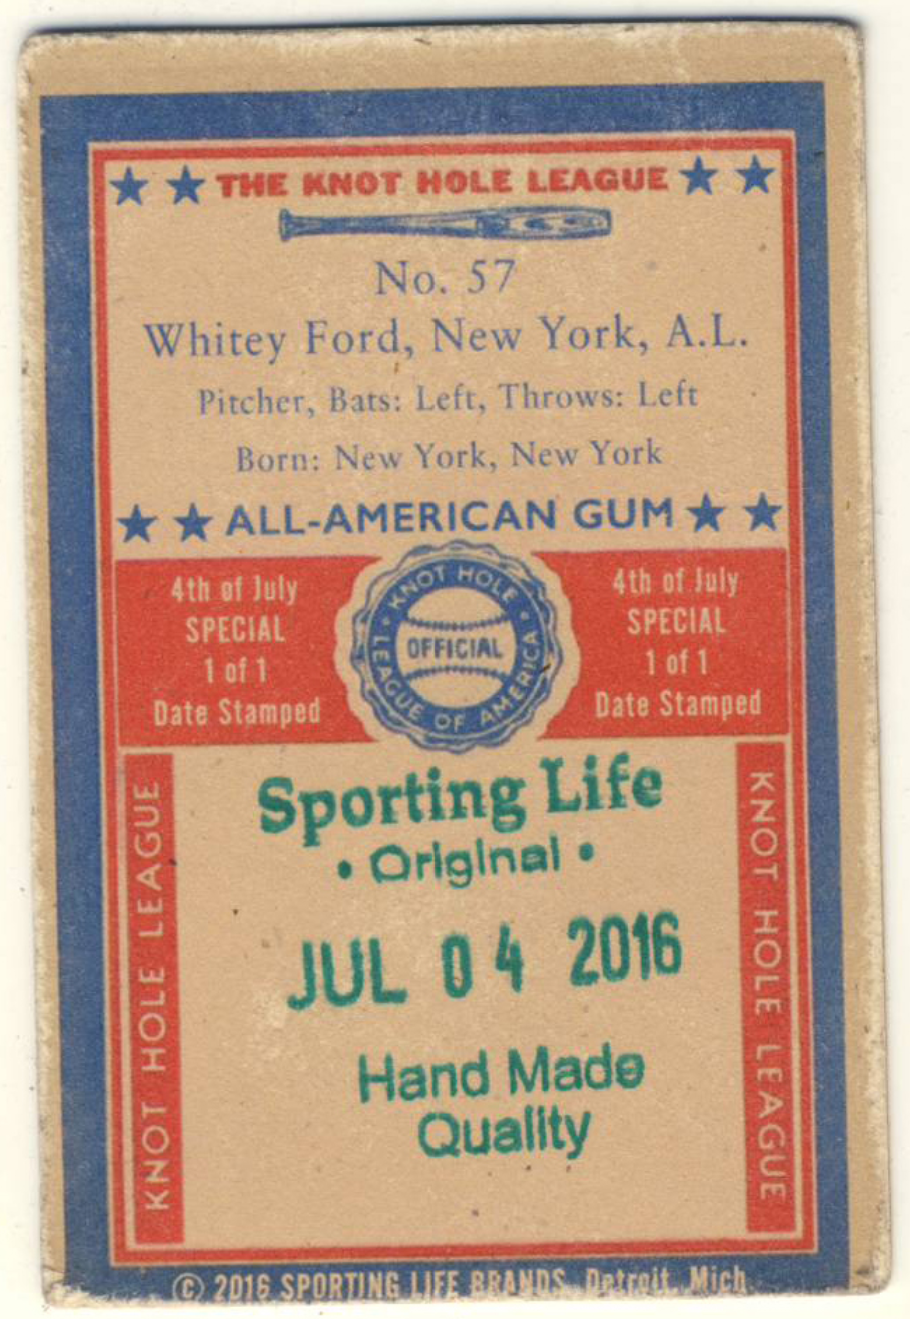 ★ ★ THE KNOT HOLE LEAGUE ★ ★
No. 57
Whitey Ford, New York, A.L.
Pitcher, Bats: Left, Throws: Left
Born: New York, New York
★ ★ ALL-AMERICAN GUM ★ ★
4th of July
SPECIAL
1 of 1
Date Stamped
KNOT HOLE
LEAGUE OF AMERICA
OFFICIAL
4th of July
SPECIAL
1 of 1
Date Stamped
KNOT HOLE LEAGUE
Sporting Life
• Original •
JUL 04 2016
Hand Made
Quality
KNOT HOLE LEAGUE
© 2016 SPORTING LIFE BRANDS, Detroit, Mich.